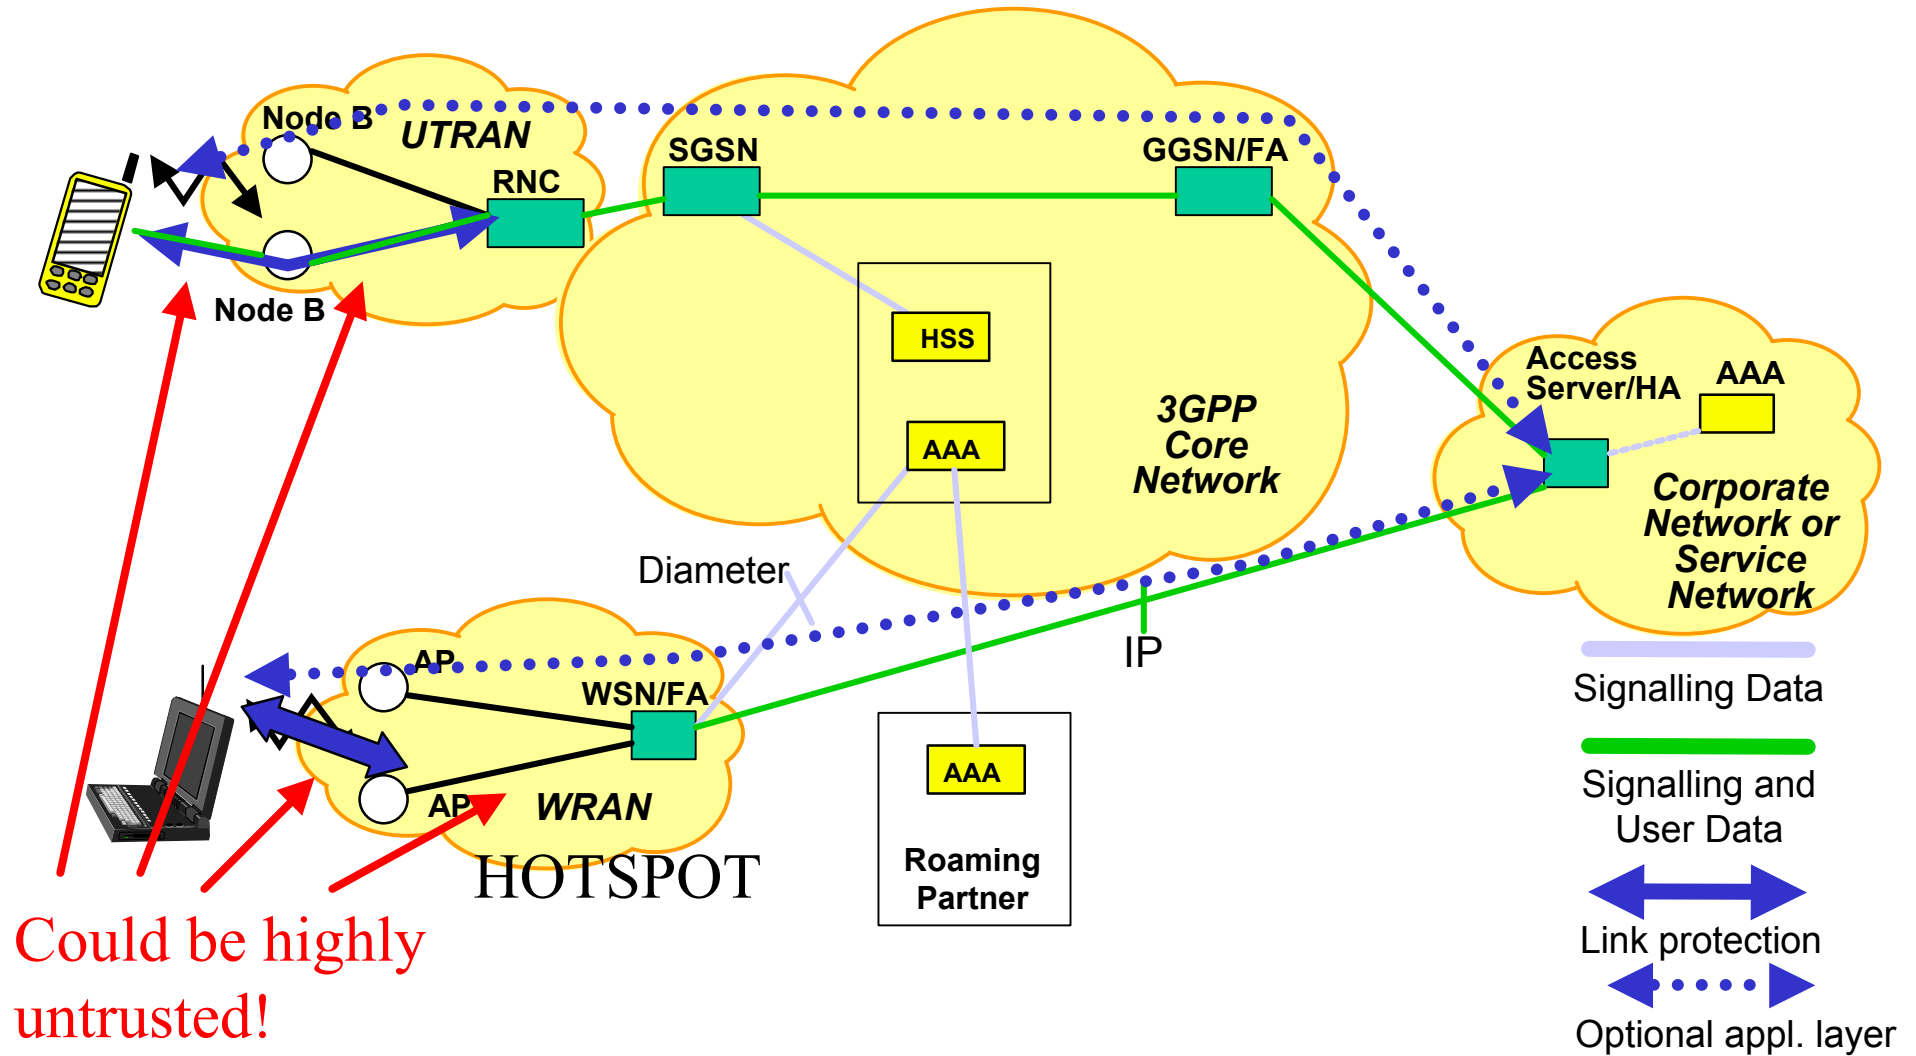 Node B
UTRAN
RNC
Node B
SGSN
GGSN/FA
HSS
AAA
3GPP
Core
Network
Access
Server/HA
AAA
Corporate
Network or
Service
Network
Diameter
IP
AP
WSN/FA
AP
WRAN
HOTSPOT
AAA
Roaming
Partner
Could be highly
untrusted!
Signalling Data
Signalling and
User Data
Link protection
Optional appl. layer